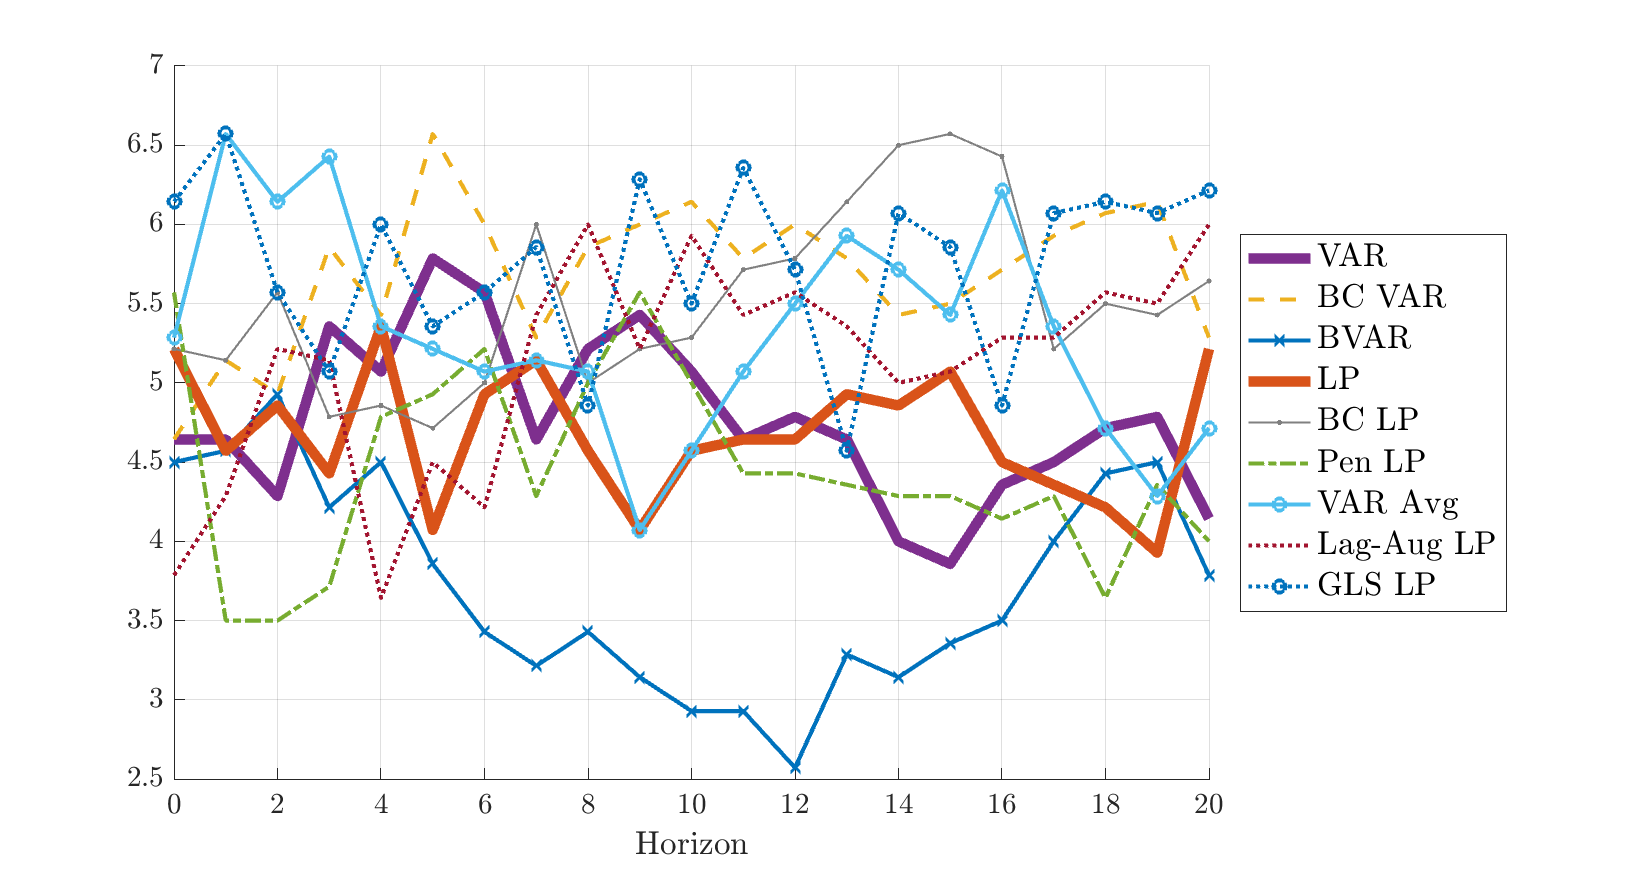 7
6.5
6
5.5
5
4.5
4
3.5
3
2.5
0 2 4 6 8 10 12 14 16 18 20
Horizon
VAR
BC VAR
BVAR
LP
BC LP
Pen LP
VAR Avg
Lag-Aug LP
GLS LP